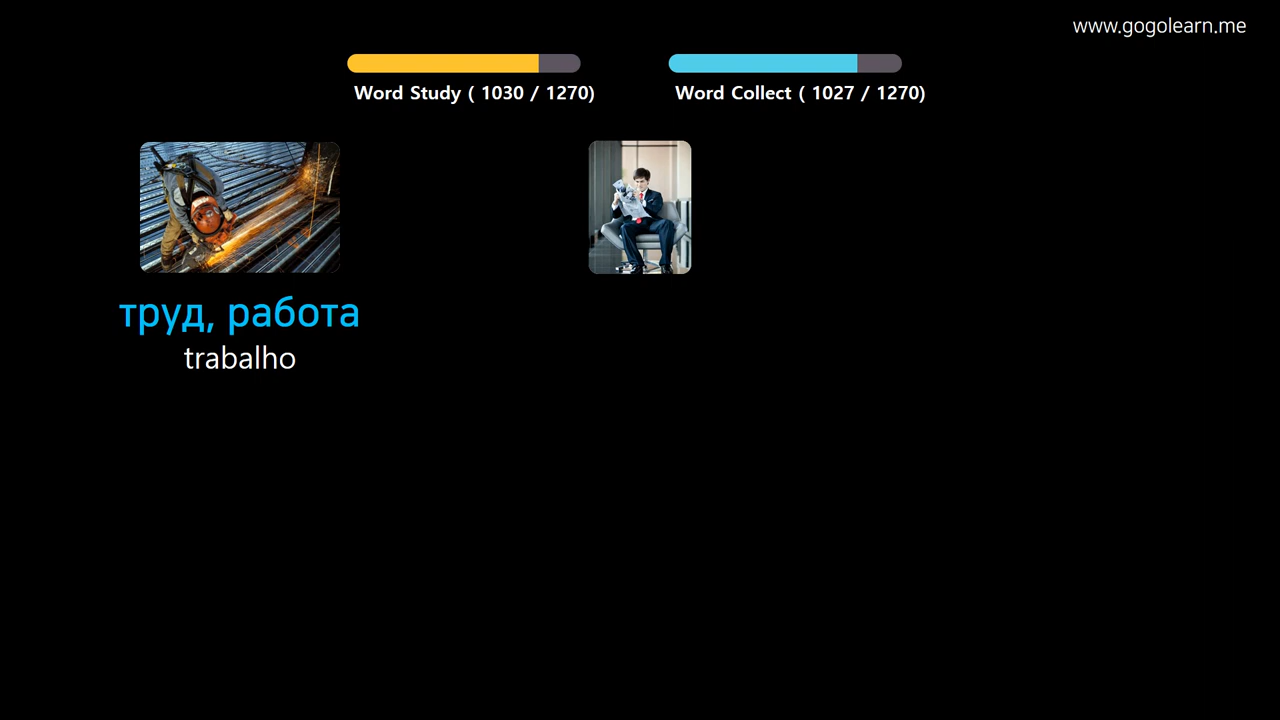 www.gogolearn.me
Word Study ( 1030 / 1270)
Word Collect ( 1027 / 1270)
труд, работа
trabalho